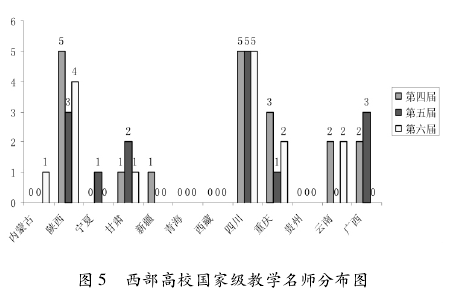 6
5
4
3
2
1
0
0 0 1
5 3 4
0 1 0
1 2 1
1 0 0
0 0 0
0 0 0
5 5 5
3 1 2
0 0 0
2 0 2
2 3 0
内蒙古
陕西
宁夏
甘肃
新疆
青海
西藏
四川
重庆
贵州
云南
广西
第四届
第五届
第六届
图 5 西部高校国家级教学名师分布图